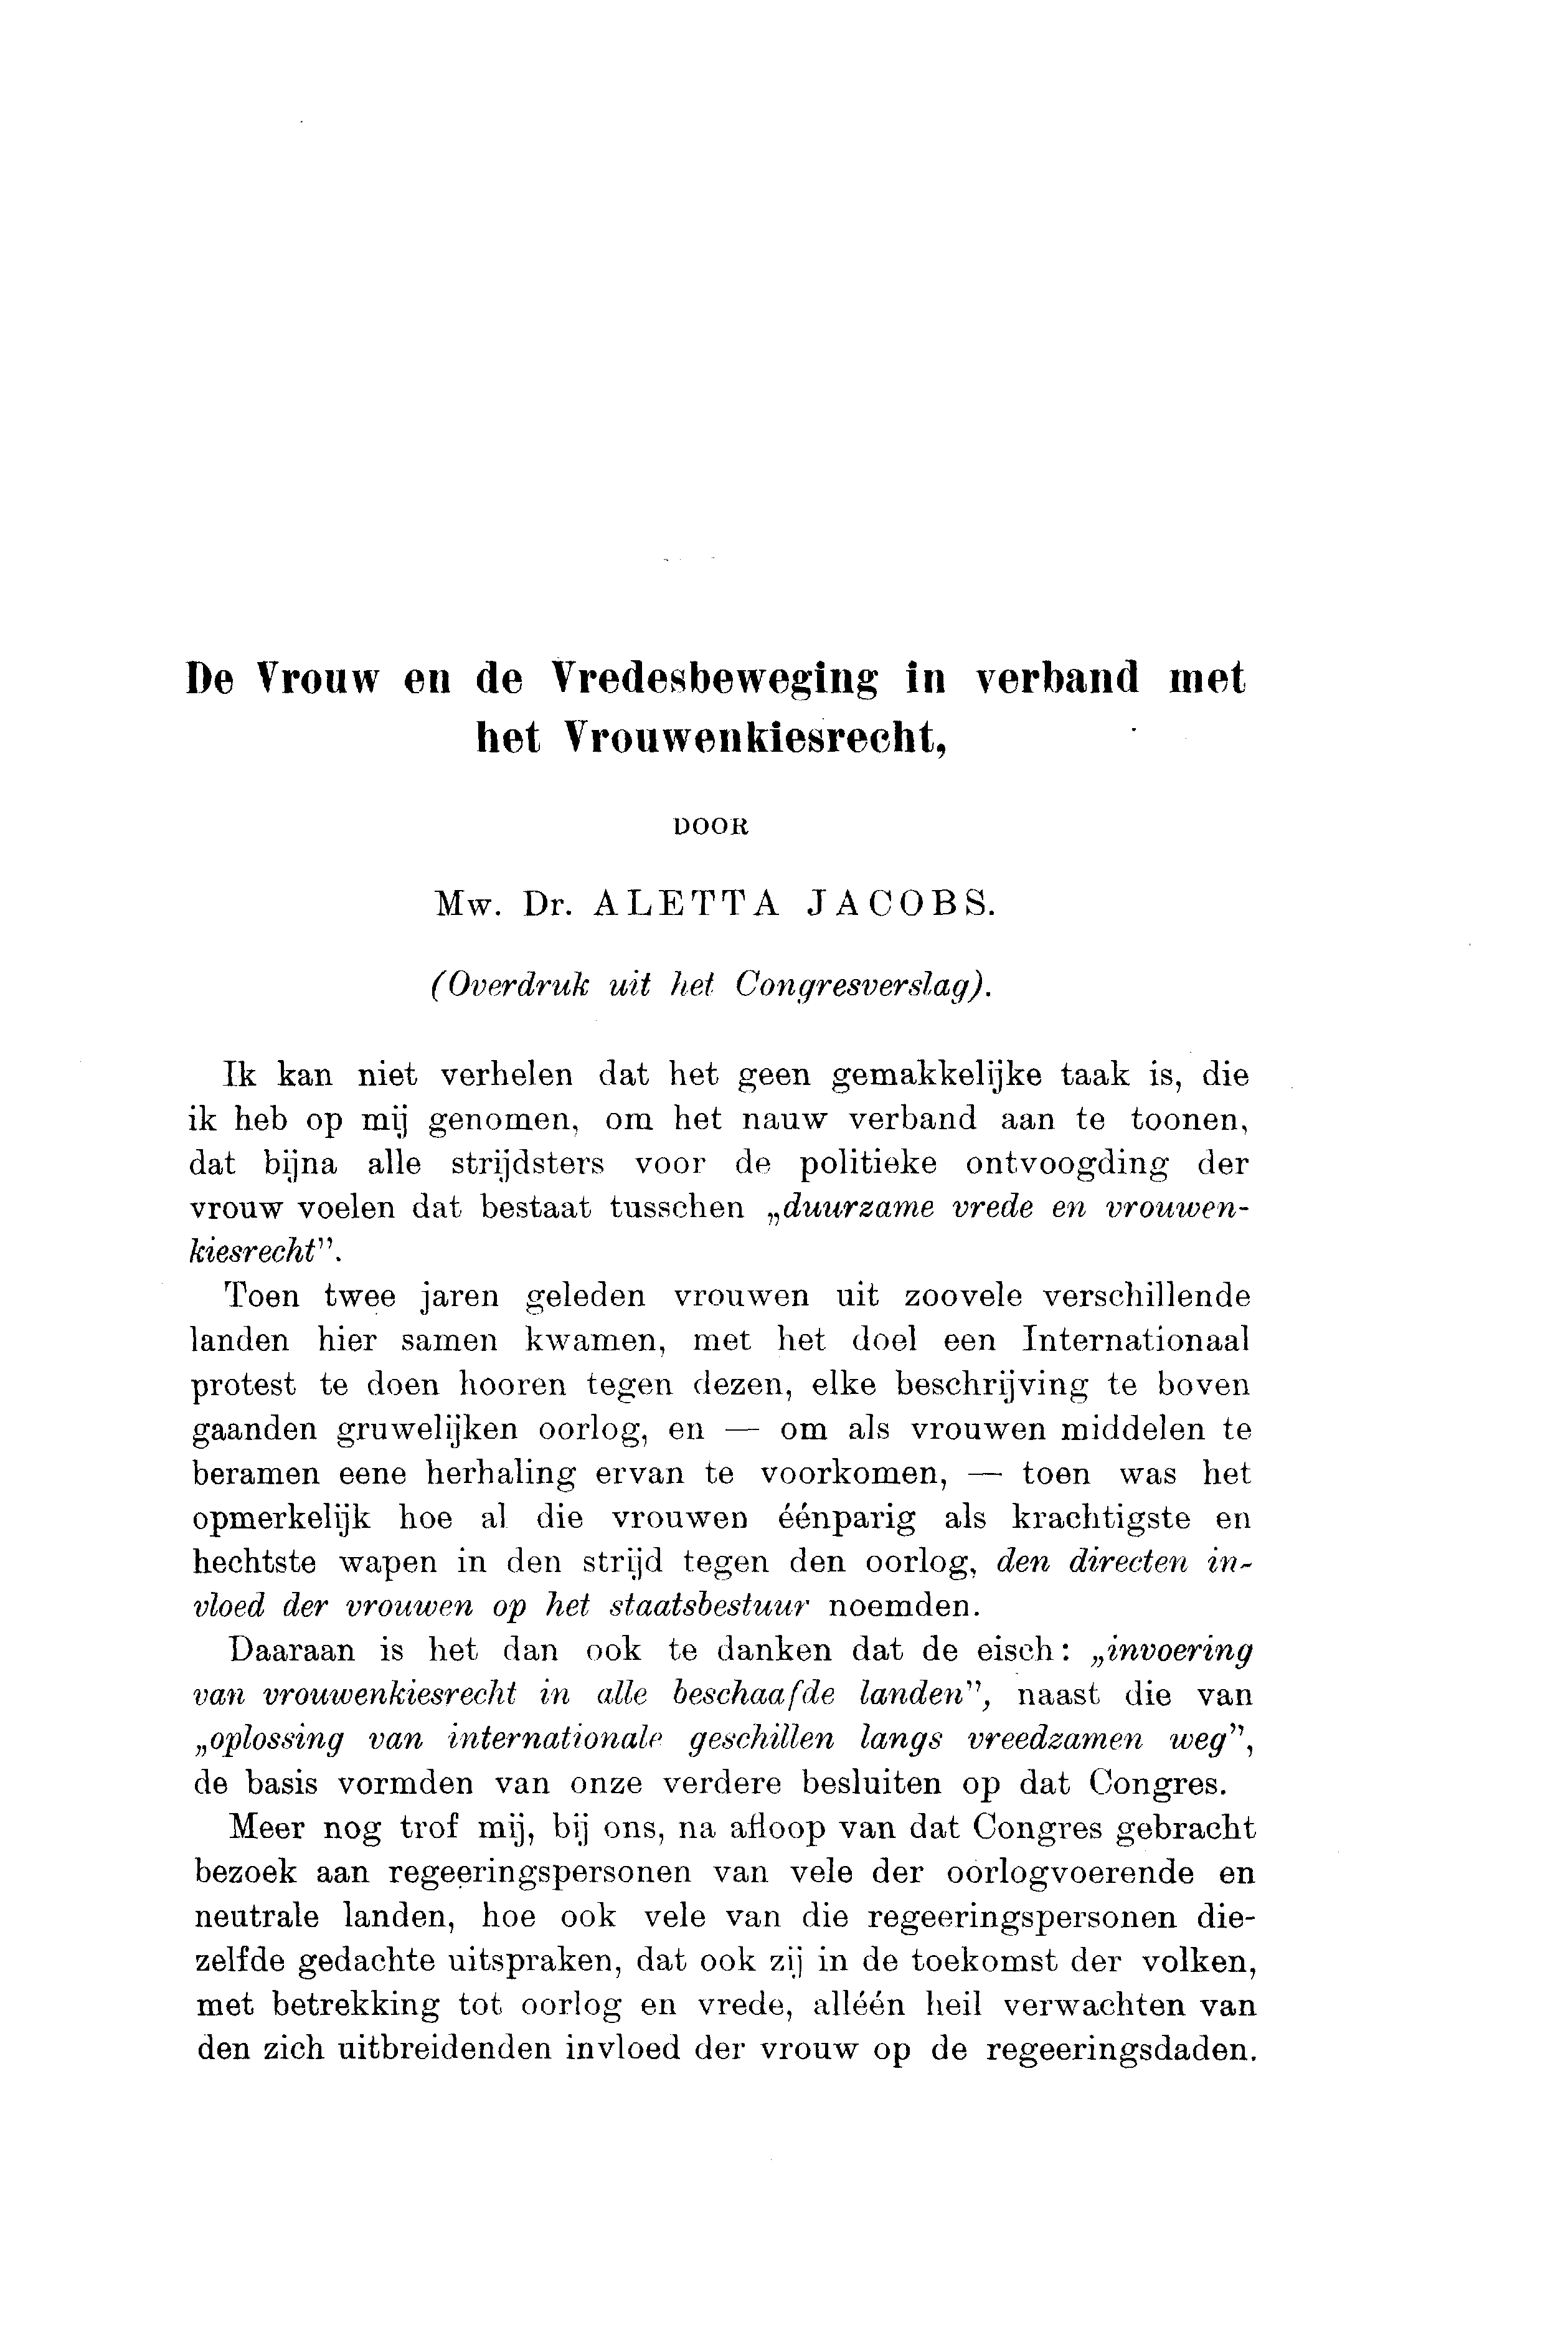 De Vrouw en de Vredesbeweging in verband met
het Vrouwenkiesrecht,
DOOR
Mw. Dr. ALETTA JACOBS.
(Overdruk uit het Congresverslag).
Ik kan niet verhelen dat het geen gemakkelijke taak is, die
ik heb op mij genomen, om het nauw verband aan te toonen,
dat bijna alle strijdsters voor de politieke ontvoogding der
vrouw voelen dat bestaat tusschen „duurzame vrede en vrouwen-
kiesrecht".
Toen twee jaren geleden vrouwen uit zoovele verschillende
landen hier samen kwamen, met het doel een Internationaal
protest te doen hooren tegen dezen, elke beschrijving te boven
gaanden gruwelijken oorlog, en — om als vrouwen middelen te
beramen eene herhaling ervan te voorkomen, — toen was het
opmerkelijk hoe al die vrouwen éénparig als krachtigste en
hechtste wapen in den strijd tegen den oorlog, den directen in-
vloed der vrouwen op het staatsbestuur noemden.
Daaraan is het dan ook te danken dat de eisch: „invoering
van vrouwenkiesrecht in alle beschaafde landen", naast die van
„oplossing van internationale geschillen langs vreedzamen weg",
de basis vormden van onze verdere besluiten op dat Congres.
Meer nog trof mij, bij ons, na afloop van dat Congres gebracht
bezoek aan regeeringspersonen van vele der oorlogvoerende en
neutrale landen, hoe ook vele van die regeeringspersonen die-
zelfde gedachte uitspraken, dat ook zij in de toekomst der volken,
met betrekking tot oorlog en vrede, alléén heil verwachten van
den zich uitbreidenden invloed der vrouw op de regeeringsdaden.